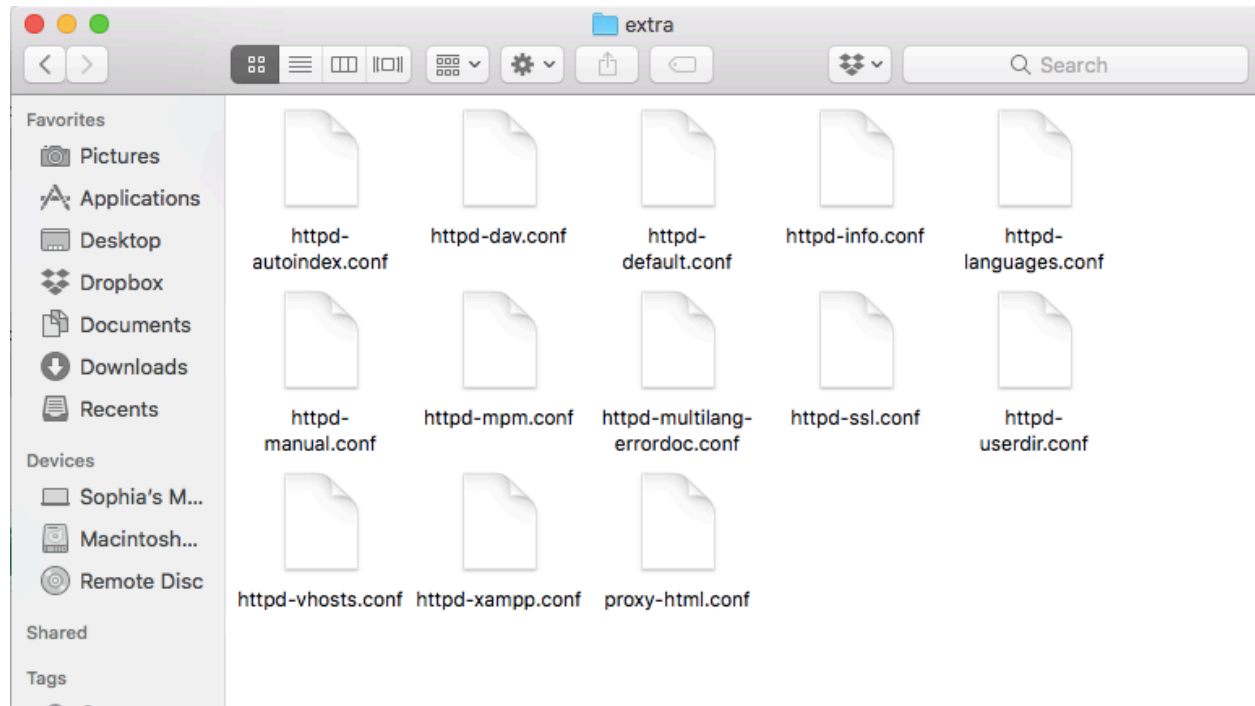 extra
Search
Favorites
Pictures
Applications
Desktop
Dropbox
Documents
Downloads
Recents
Devices
Sophia's M...
Macintosh...
Remote Disc
Shared
Tags
httpd-
autoindex.conf
httpd-dav.conf
httpd-
default.conf
httpd-info.conf
httpd-
languages.conf
httpd-
manual.conf
httpd-mpm.conf
httpd-multilang-
errordoc.conf
httpd-ssl.conf
httpd-
userdir.conf
httpd-vhosts.conf
httpd-xampp.conf
proxy-html.conf